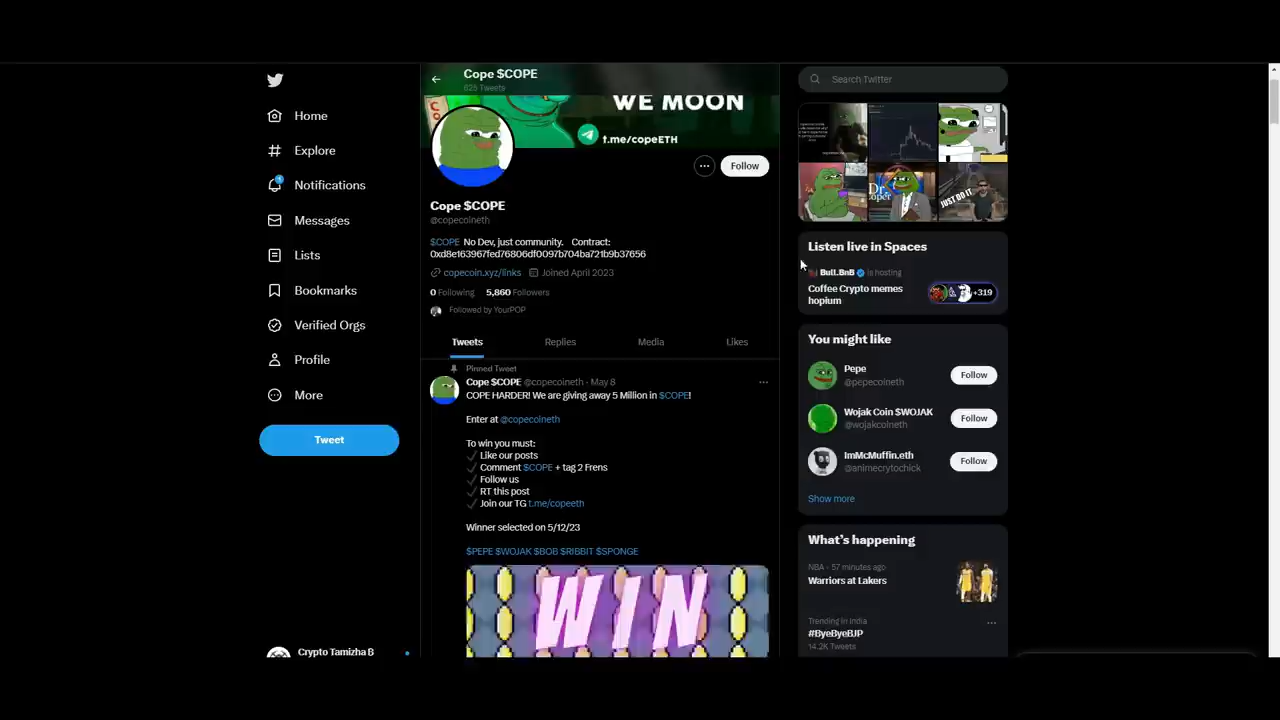 Home
Explore
Notifications
Messages
Lists
Bookmarks
Verified Orgs
Profile
More
Tweet
Crypto Tamizha ₿
Cope $COPE
625 Tweets
WE MOON
t.me/copeETH
Follow
Cope $COPE
@copecoineth
$COPE No Dev, just community. Contract:
0xd8e163967fed76806df0097b704ba721b9b37656
copecoin.xyz/links Joined April 2023
0 Following 5,860 Followers
Followed by YourPOP
Tweets Replies Media Likes
Pinned Tweet
Cope $COPE @copecoineth · May 8
COPE HARDER! We are giving away 5 Million in $COPE!
Enter at @copecoineth
To win you must:
Like our posts
Comment $COPE + tag 2 Frens
Follow us
RT this post
Join our TG t.me/copeeth
Winner selected on 5/12/23
$PEPE $WOJAK $BOB $RIBBIT $SPONGE
WIN
Search Twitter
JUST DO IT
Listen live in Spaces
Bull.BnB is hosting
Coffee Crypto memes
hopium
+319
You might like
Pepe
@pepecoineth
Follow
Wojak Coin $WOJAK
@wojakcoineth
Follow
ImMcMuffin.eth
@animecrytochick
Follow
Show more
What's happening
NBA · 57 minutes ago
Warriors at Lakers
Trending in India
#ByeByeBJP
14.2K Tweets